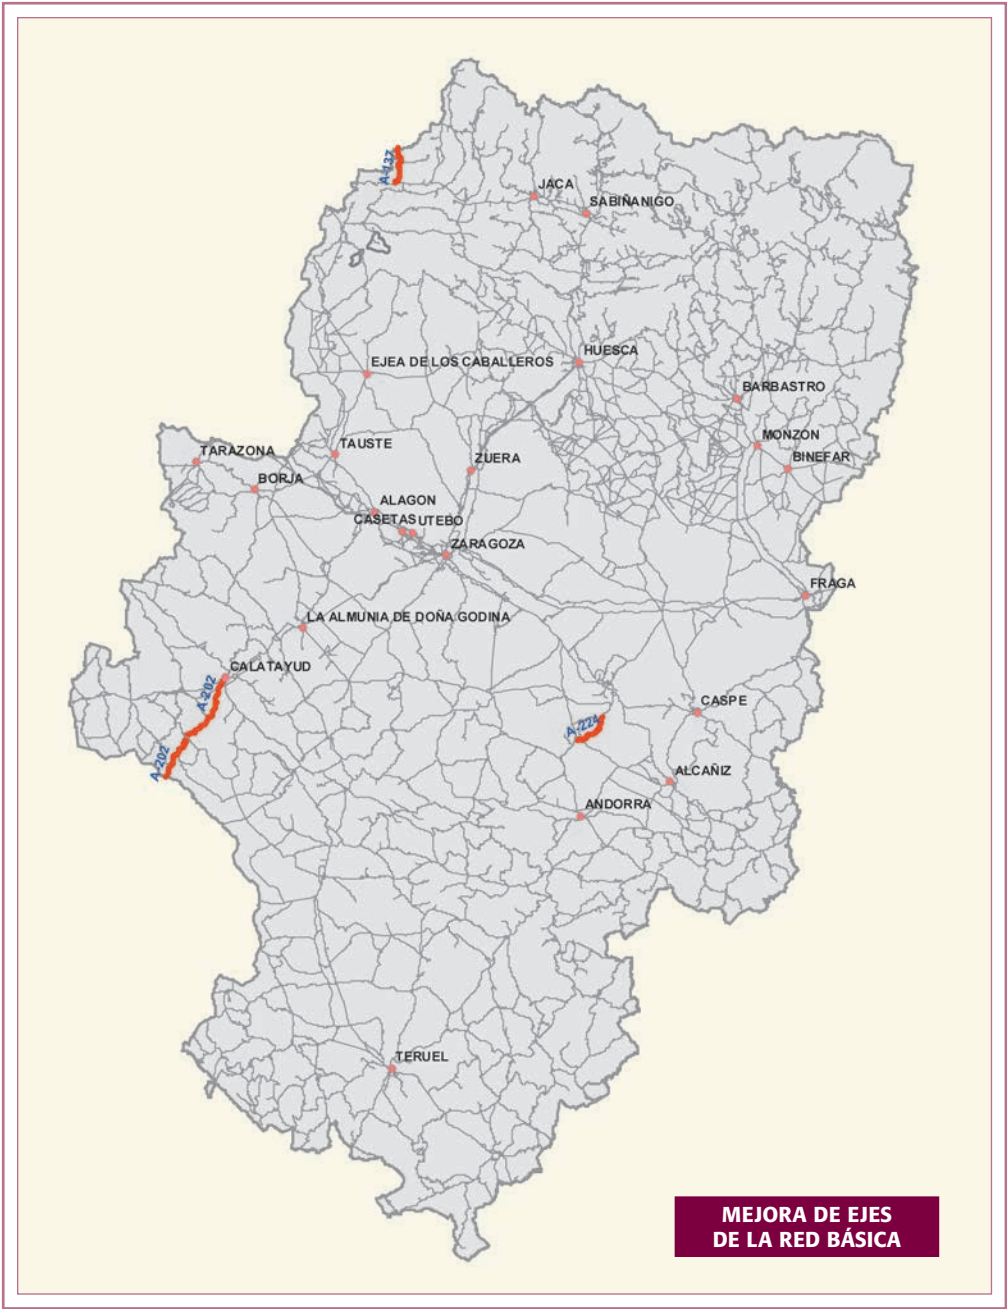 A-137
JACA
SABIÑANIGO
HUESCA
EJEA DE LOS CABALLEROS
BARBASTRO
MONZON
TAUSTE
TARAZONA
ZUERA
BINEFAR
BORJA
ALAGON
CASETAS UTEBO
ZARAGOZA
FRAGA
LA ALMUNIA DE DOÑA GODINA
CALATAYUD
A-202
CASPE
A-224
A-202
ALCAÑIZ
ANDORRA
TERUEL
MEJORA DE EJES
DE LA RED BÁSICA